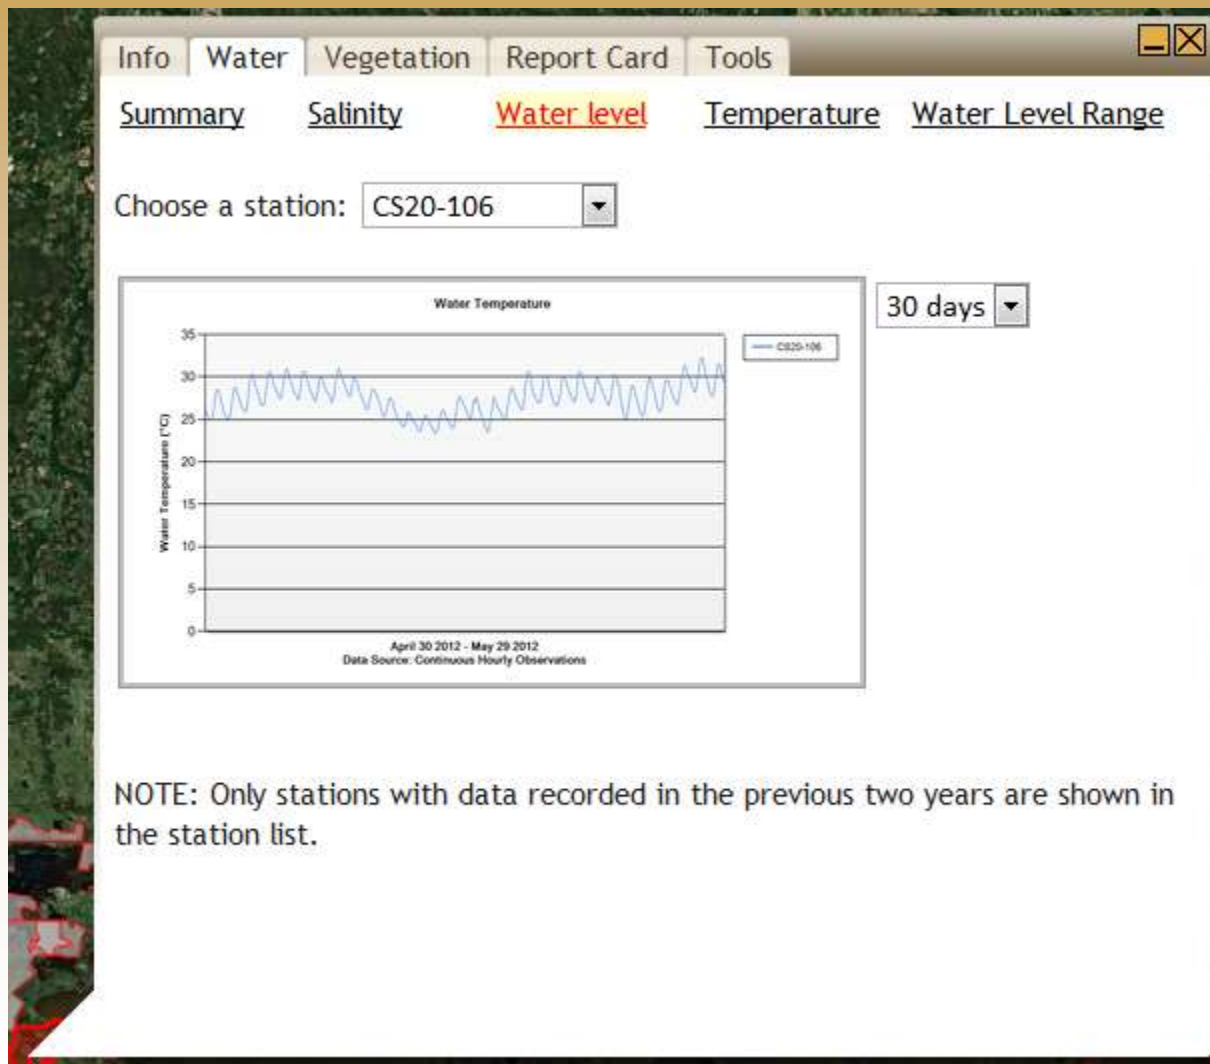 Info Water Vegetation Report Card Tools
Summary Salinity Water level Temperature Water Level Range
Choose a station: CS20-106
30 days
Water Temperature
CS20-106
35
30
25
20
15
10
5
0
Water Temperature (°C)
April 30 2012 - May 29 2012
Data Source: Continuous Hourly Observations
NOTE: Only stations with data recorded in the previous two years are shown in
the station list.